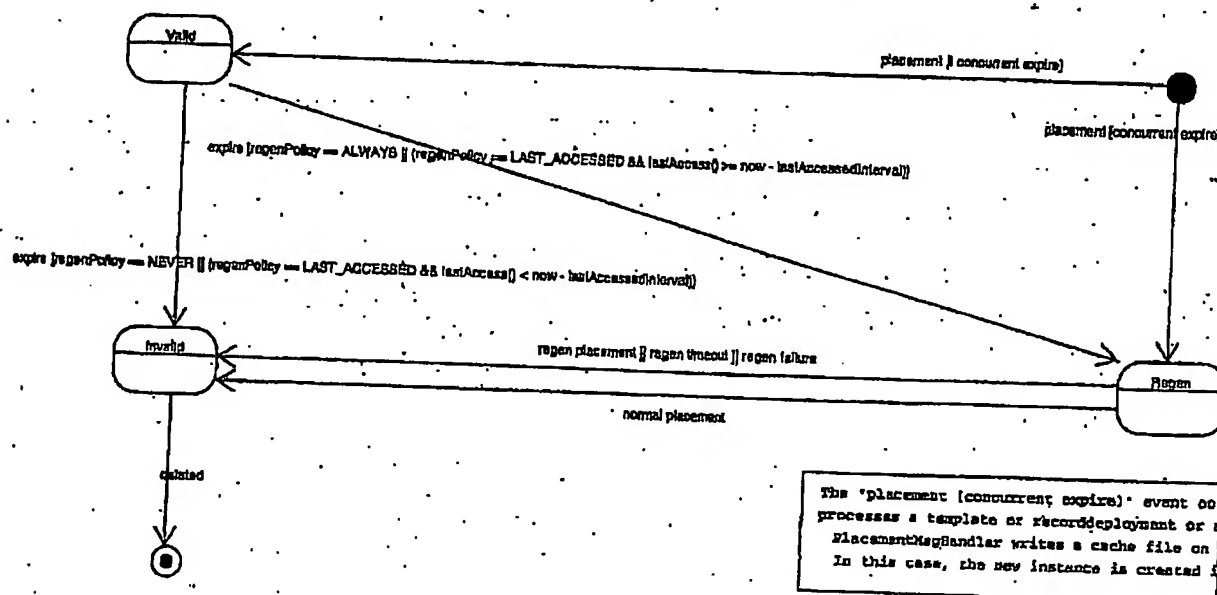 Valid
placement [! concurrent expire]
placement [concurrent expire]
expire [regenPolicy == ALWAYS || (regenPolicy == LAST_ACCESSED && lastAccess() >= now - lastAccessedInterval)]
expire [regenPolicy == NEVER || (regenPolicy == LAST_ACCESSED && lastAccess() < now - lastAccessedInterval)]
Invalid
regen placement || regen timeout || regen failure
Regen
normal placement
deleted
The "placement [concurrent expire]" event oc
processes a template or recorddeployment or a
PlacementMsgHandler writes a cache file on
In this case, the new instance is created i